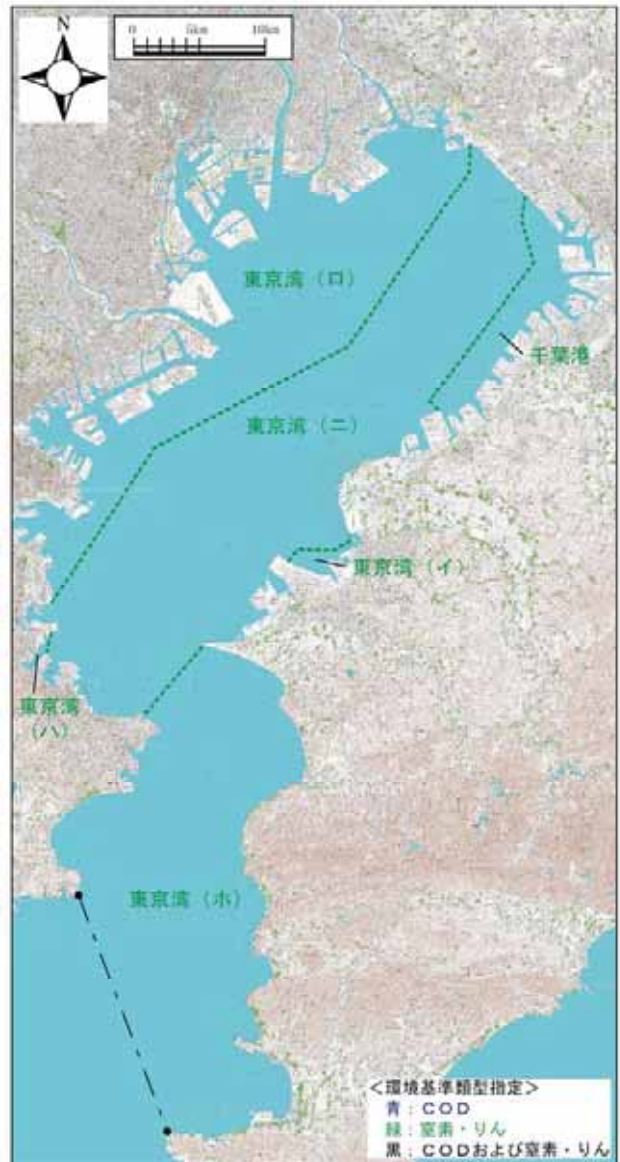 N
0 5km 10km
東京湾（ロ）
千葉港
東京湾（ニ）
東京湾（イ）
東京湾
（ハ）
東京湾（ホ）
＜環境基準類型指定＞
青：ＣＯＤ
緑：窒素・りん
黒：ＣＯＤおよび窒素・りん